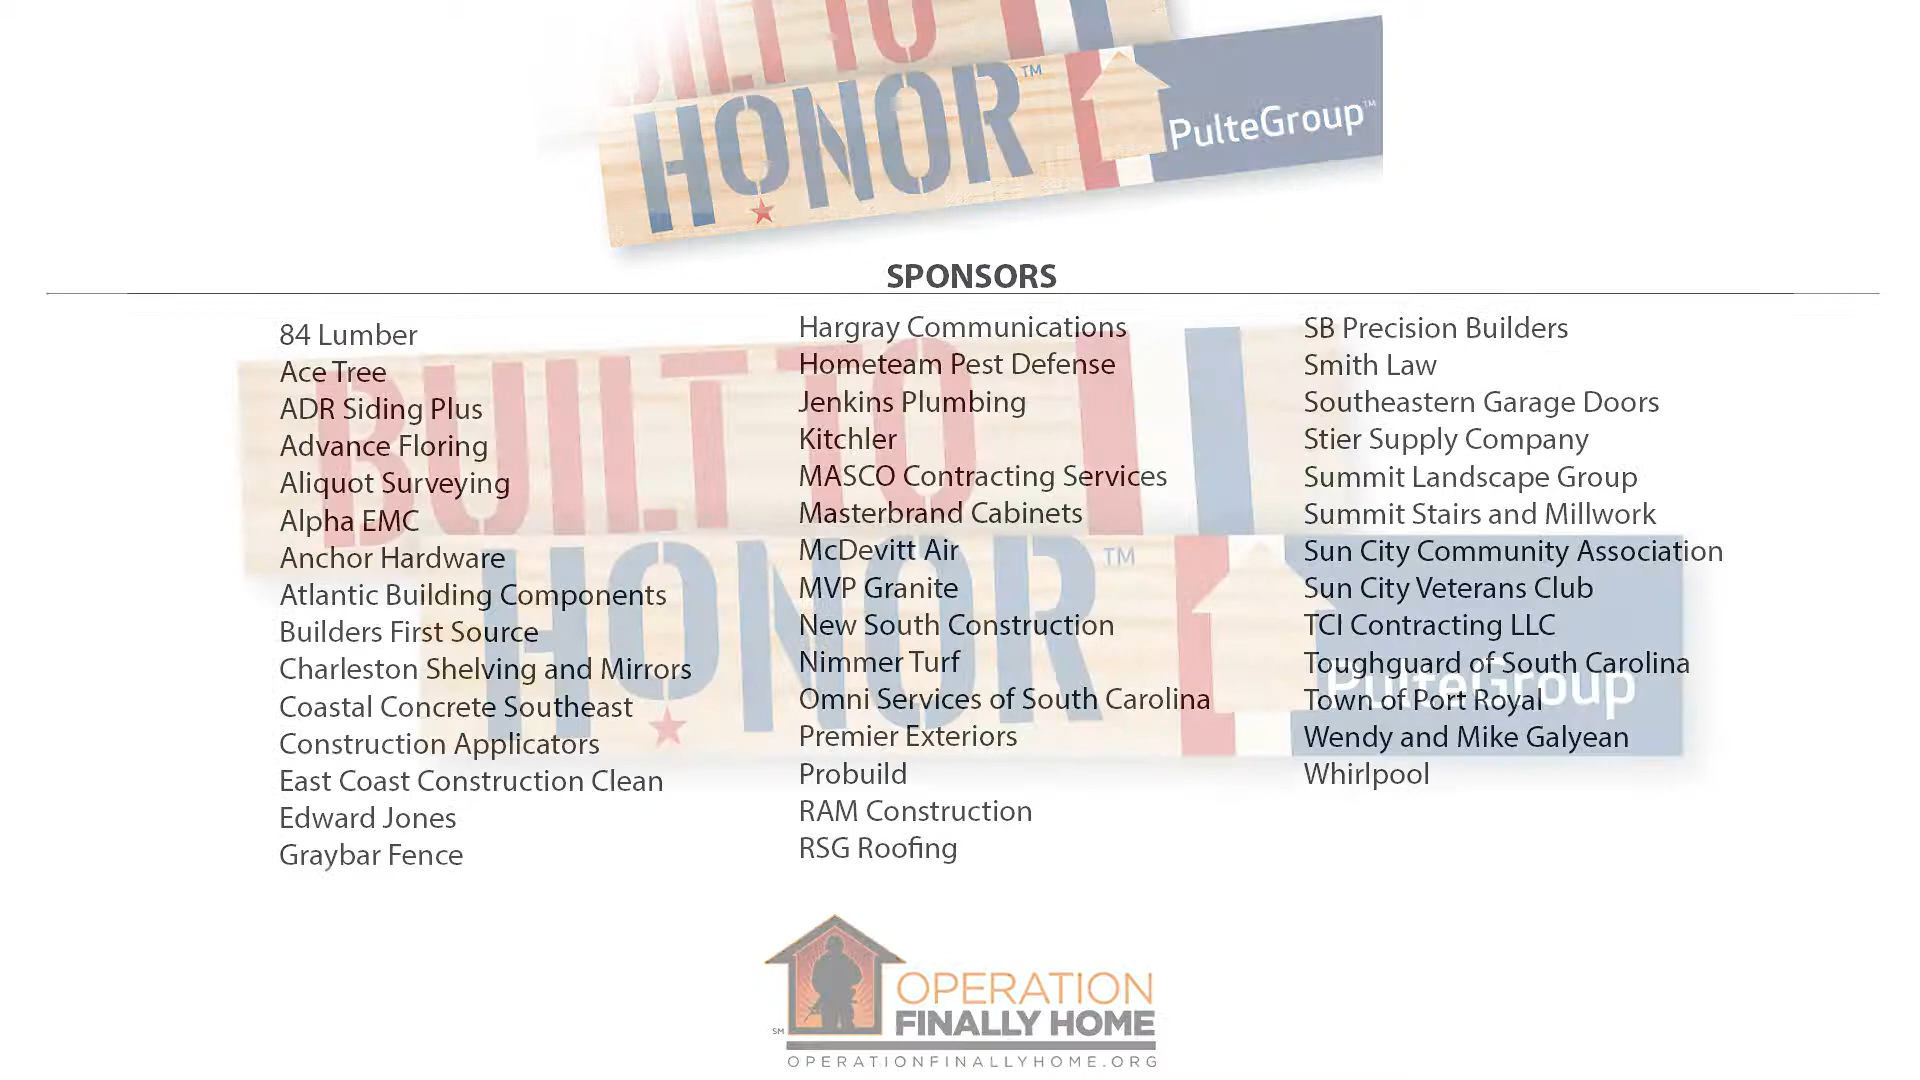 BUILT TO
HONOR™
PulteGroup™
SPONSORS
84 Lumber
Ace Tree
ADR Siding Plus
Advance Floring
Aliquot Surveying
Alpha EMC
Anchor Hardware
Atlantic Building Components
Builders First Source
Charleston Shelving and Mirrors
Coastal Concrete Southeast
Construction Applicators
East Coast Construction Clean
Edward Jones
Graybar Fence
Hargray Communications
Hometeam Pest Defense
Jenkins Plumbing
Kitchler
MASCO Contracting Services
Masterbrand Cabinets
McDevitt Air
MVP Granite
New South Construction
Nimmer Turf
Omni Services of South Carolina
Premier Exteriors
Probuild
RAM Construction
RSG Roofing
SB Precision Builders
Smith Law
Southeastern Garage Doors
Stier Supply Company
Summit Landscape Group
Summit Stairs and Millwork
Sun City Community Association
Sun City Veterans Club
TCI Contracting LLC
Toughguard of South Carolina
Town of Port Royal
Wendy and Mike Galyean
Whirlpool
BUILT TO
HONOR™
PulteGroup
SM
OPERATION
FINALLY HOME
OPERATIONFINALLYHOME.ORG